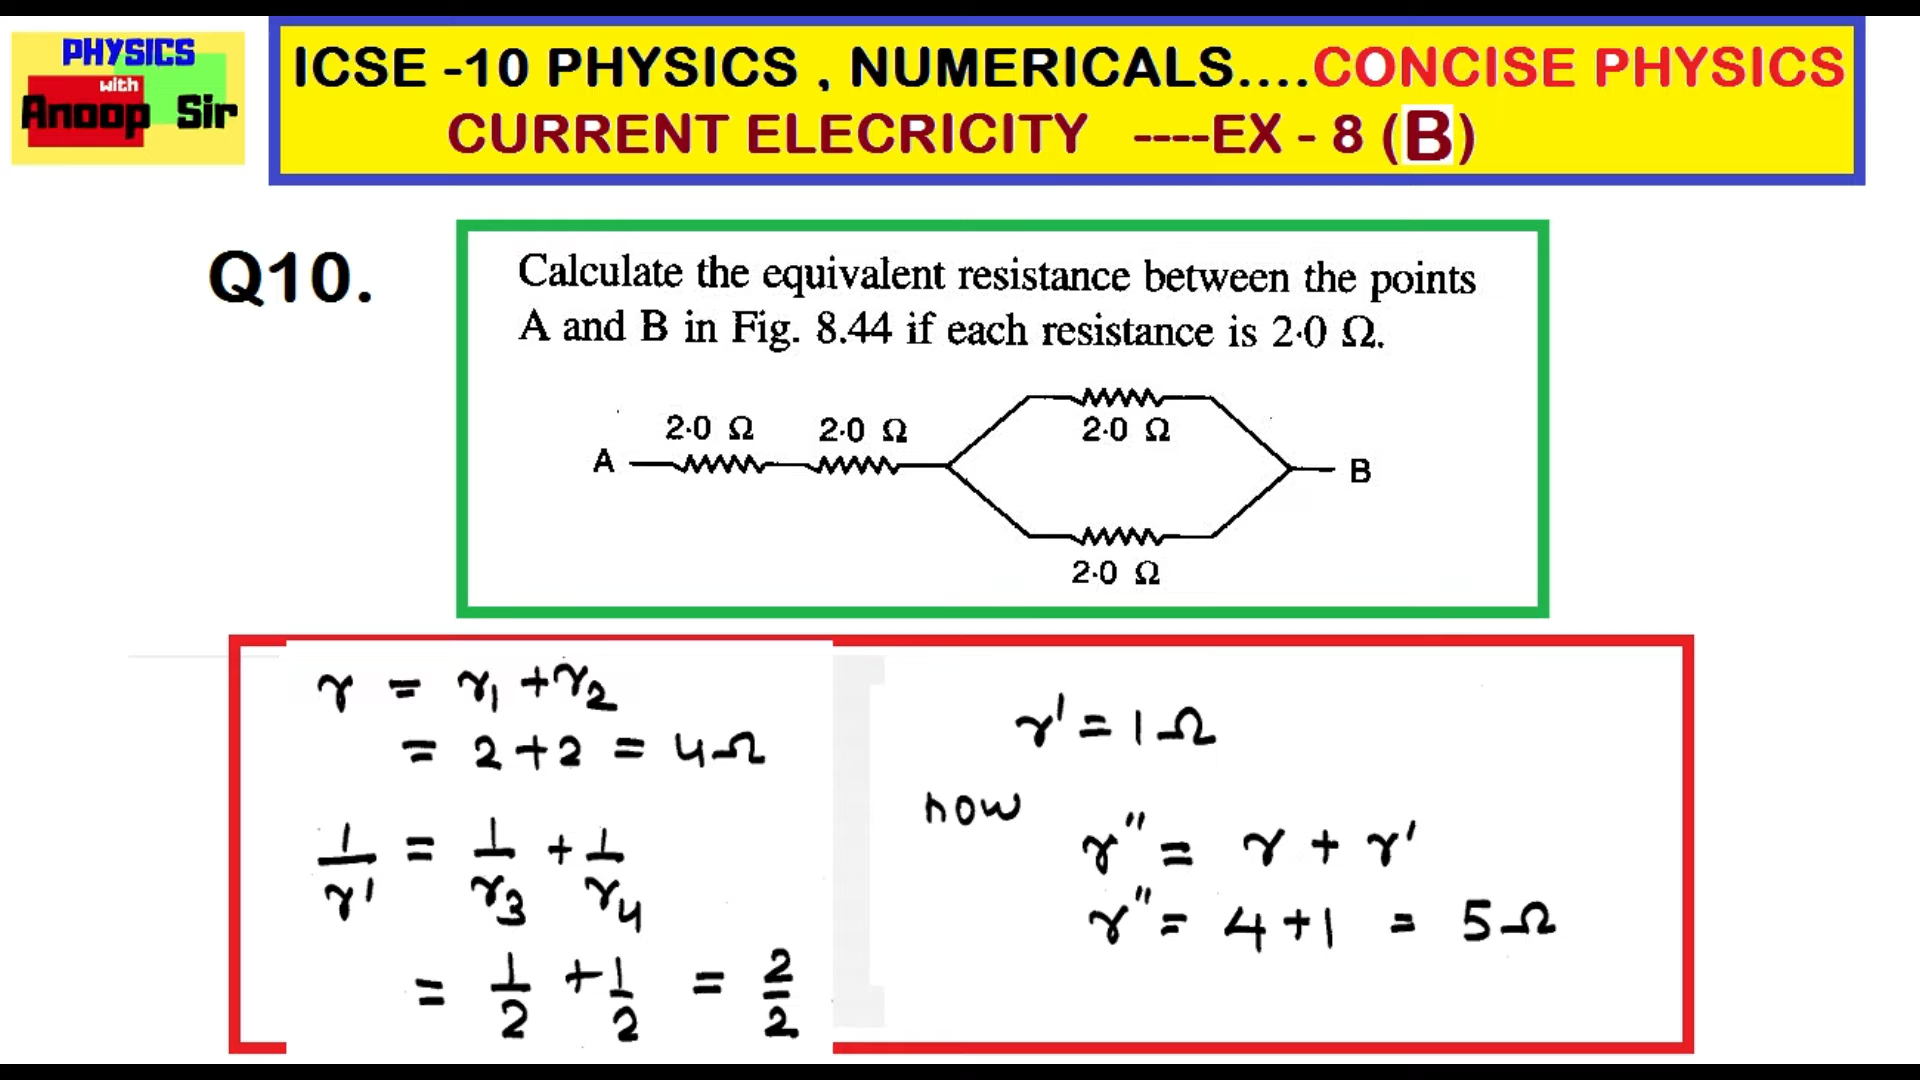 PHYSICS
with
Anoop Sir
ICSE -10 PHYSICS , NUMERICALS....CONCISE PHYSICS
CURRENT ELECRICITY ----EX - 8 (B)
Q10.
Calculate the equivalent resistance between the points
A and B in Fig. 8.44 if each resistance is 2·0 Ω.
2·0 Ω
2·0 Ω
2·0 Ω
A
B
2·0 Ω
r = r₁ + r₂
= 2 + 2 = 4Ω
1/r' = 1/r₃ + 1/r₄
= 1/2 + 1/2 = 2/2
r' = 1Ω
now
r'' = r + r'
r'' = 4 + 1 = 5Ω